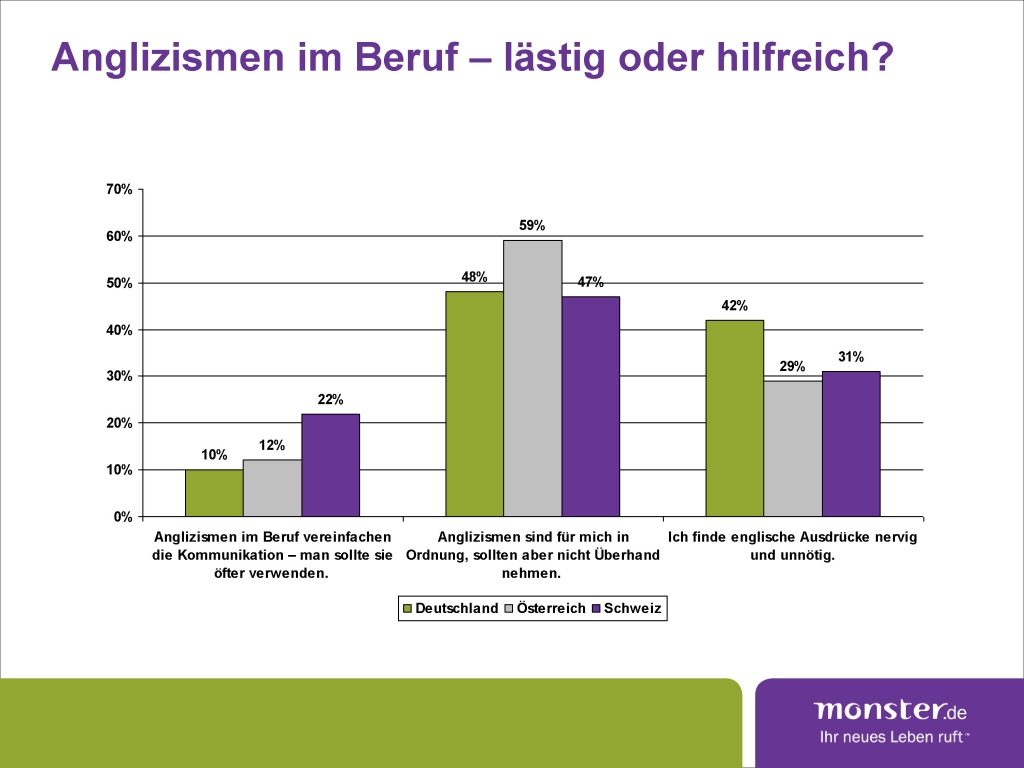 Anglizismen im Beruf – lästig oder hilfreich?
70%
60%
50%
40%
30%
20%
10%
0%
10%
12%
22%
48%
59%
47%
42%
29%
31%
Anglizismen im Beruf vereinfachen
die Kommunikation – man sollte sie
öfter verwenden.
Anglizismen sind für mich in
Ordnung, sollten aber nicht Überhand
nehmen.
Ich finde englische Ausdrücke nervig
und unnötig.
Deutschland Österreich Schweiz
monster.de
Ihr neues Leben ruft™